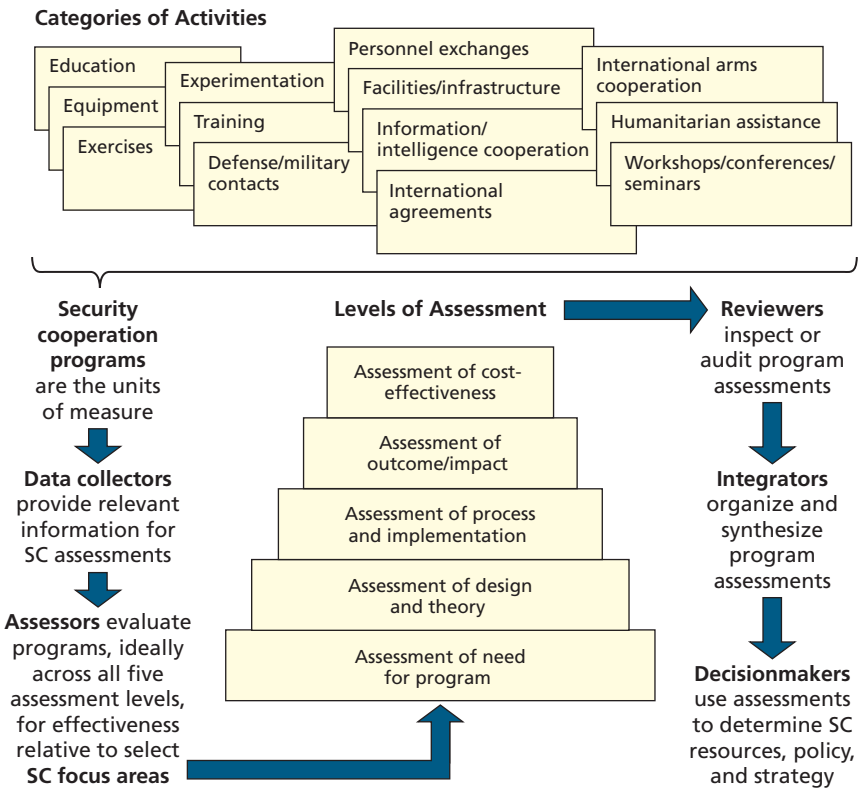 Categories of Activities
Education
Equipment
Exercises
Experimentation
Training
Defense/military
contacts
Personnel exchanges
Facilities/infrastructure
Information/
intelligence cooperation
International
agreements
International arms
cooperation
Humanitarian assistance
Workshops/conferences/
seminars
Security
cooperation
programs
are the units
of measure
Data collectors
provide relevant
information for
SC assessments
Assessors evaluate
programs, ideally
across all five
assessment levels,
for effectiveness
relative to select
SC focus areas
Levels of Assessment
Assessment of cost-
effectiveness
Assessment of
outcome/impact
Assessment of process
and implementation
Assessment of design
and theory
Assessment of need
for program
Reviewers
inspect or
audit program
assessments
Integrators
organize and
synthesize
program
assessments
Decisionmakers
use assessments
to determine SC
resources, policy,
and strategy